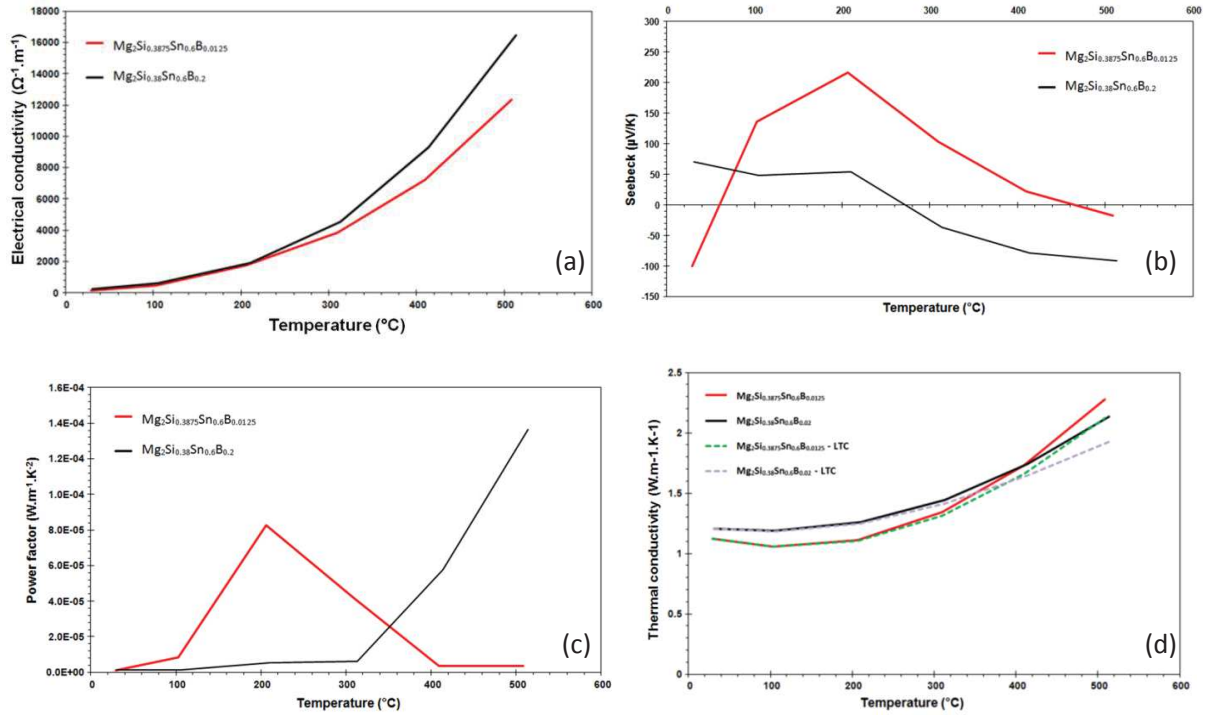 18000
16000
14000
12000
10000
8000
6000
4000
2000
0
Electrical conductivity (Ω⁻¹.m⁻¹)
Mg₂Si₀.₃₈₇₅Sn₀.₆B₀.₀₁₂₅
Mg₂Si₀.₃₈Sn₀.₆B₀.₂
(a)
0 100 200 300 400 500 600
Temperature (°C)
0 100 200 300 400 500 600
300
250
200
150
100
50
0
-50
-100
-150
Seebeck (µV/K)
Mg₂Si₀.₃₈₇₅Sn₀.₆B₀.₀₁₂₅
Mg₂Si₀.₃₈Sn₀.₆B₀.₂
(b)
Temperature (°C)
1.6E-04
1.4E-04
1.2E-04
1.0E-04
8.0E-05
6.0E-05
4.0E-05
2.0E-05
0.0E+00
Power factor (W.m⁻¹.K⁻²)
Mg₂Si₀.₃₈₇₅Sn₀.₆B₀.₀₁₂₅
Mg₂Si₀.₃₈Sn₀.₆B₀.₂
(c)
0 100 200 300 400 500 600
Temperature (°C)
2.5
2
1.5
1
0.5
0
Thermal conductivity (W.m-1.K-1)
Mg₂Si₀.₃₈₇₅Sn₀.₆B₀.₀₁₂₅
Mg₂Si₀.₃₈Sn₀.₆B₀.₀₂
Mg₂Si₀.₃₈₇₅Sn₀.₆B₀.₀₁₂₅ - LTC
Mg₂Si₀.₃₈Sn₀.₆B₀.₀₂ - LTC
(d)
0 100 200 300 400 500 600
Temperature (°C)